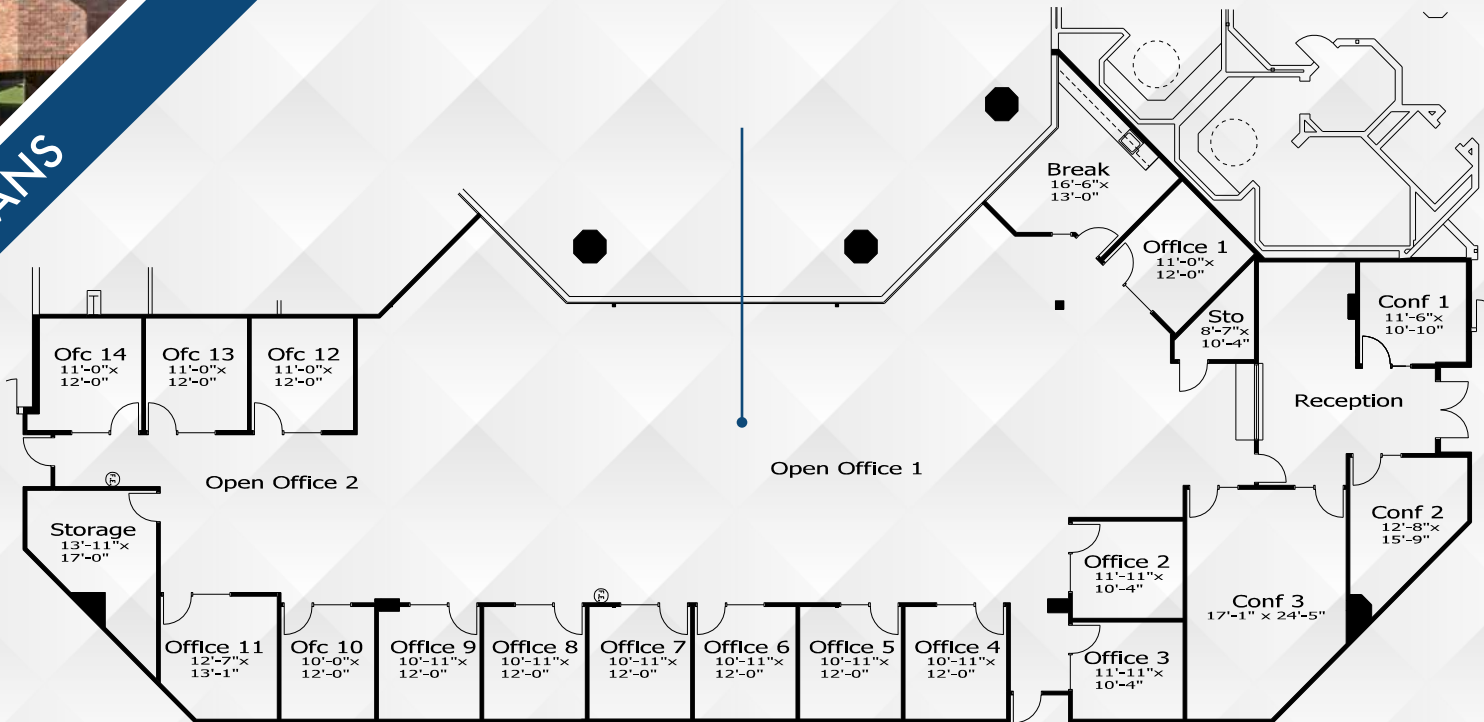 ANS
Break
16'-6"x
13'-0"
Office 1
11'-0"x
12'-0"
Sto
8'-7"x
10'-4"
Conf 1
11'-6"x
10'-10"
Ofc 14
11'-0"x
12'-0"
Ofc 13
11'-0"x
12'-0"
Ofc 12
11'-0"x
12'-0"
Reception
Open Office 2
Open Office 1
Storage
13'-11"x
17'-0"
Conf 2
12'-8"x
15'-9"
Office 2
11'-11"x
10'-4"
Conf 3
17'-1" x 24'-5"
Office 11
12'-7"x
13'-1"
Ofc 10
10'-0"x
12'-0"
Office 9
10'-11"x
12'-0"
Office 8
10'-11"x
12'-0"
Office 7
10'-11"x
12'-0"
Office 6
10'-11"x
12'-0"
Office 5
10'-11"x
12'-0"
Office 4
10'-11"x
12'-0"
Office 3
11'-11"x
10'-4"